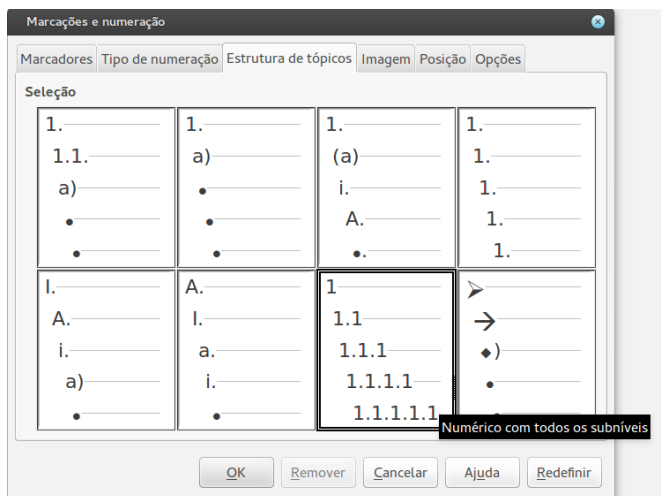 Marcações e numeração
Marcadores Tipo de numeração Estrutura de tópicos Imagem Posição Opções
Seleção
1.
1.1.
a)
•
•
1.
a)
•
•
•
1.
(a)
i.
A.
•.
1.
1.
1.
1.
1.
I.
A.
i.
a)
•
A.
I.
a.
i.
•
1
1.1
1.1.1
1.1.1.1
1.1.1.1.1
➢
→
◆)
•
•
Numérico com todos os subníveis
OK Remover Cancelar Ajuda Redefinir